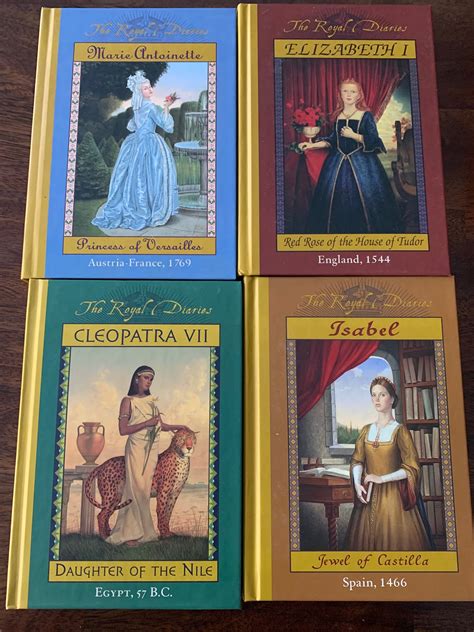 The Royal Diaries
Marie Antoinette
Princess of Versailles
Austria-France, 1769
The Royal Diaries
ELIZABETH I
Red Rose of the House of Tudor
England, 1544
The Royal Diaries
CLEOPATRA VII
DAUGHTER OF THE NILE
EGYPT, 57 B.C.
The Royal Diaries
Isabel
Jewel of Castilla
Spain, 1466